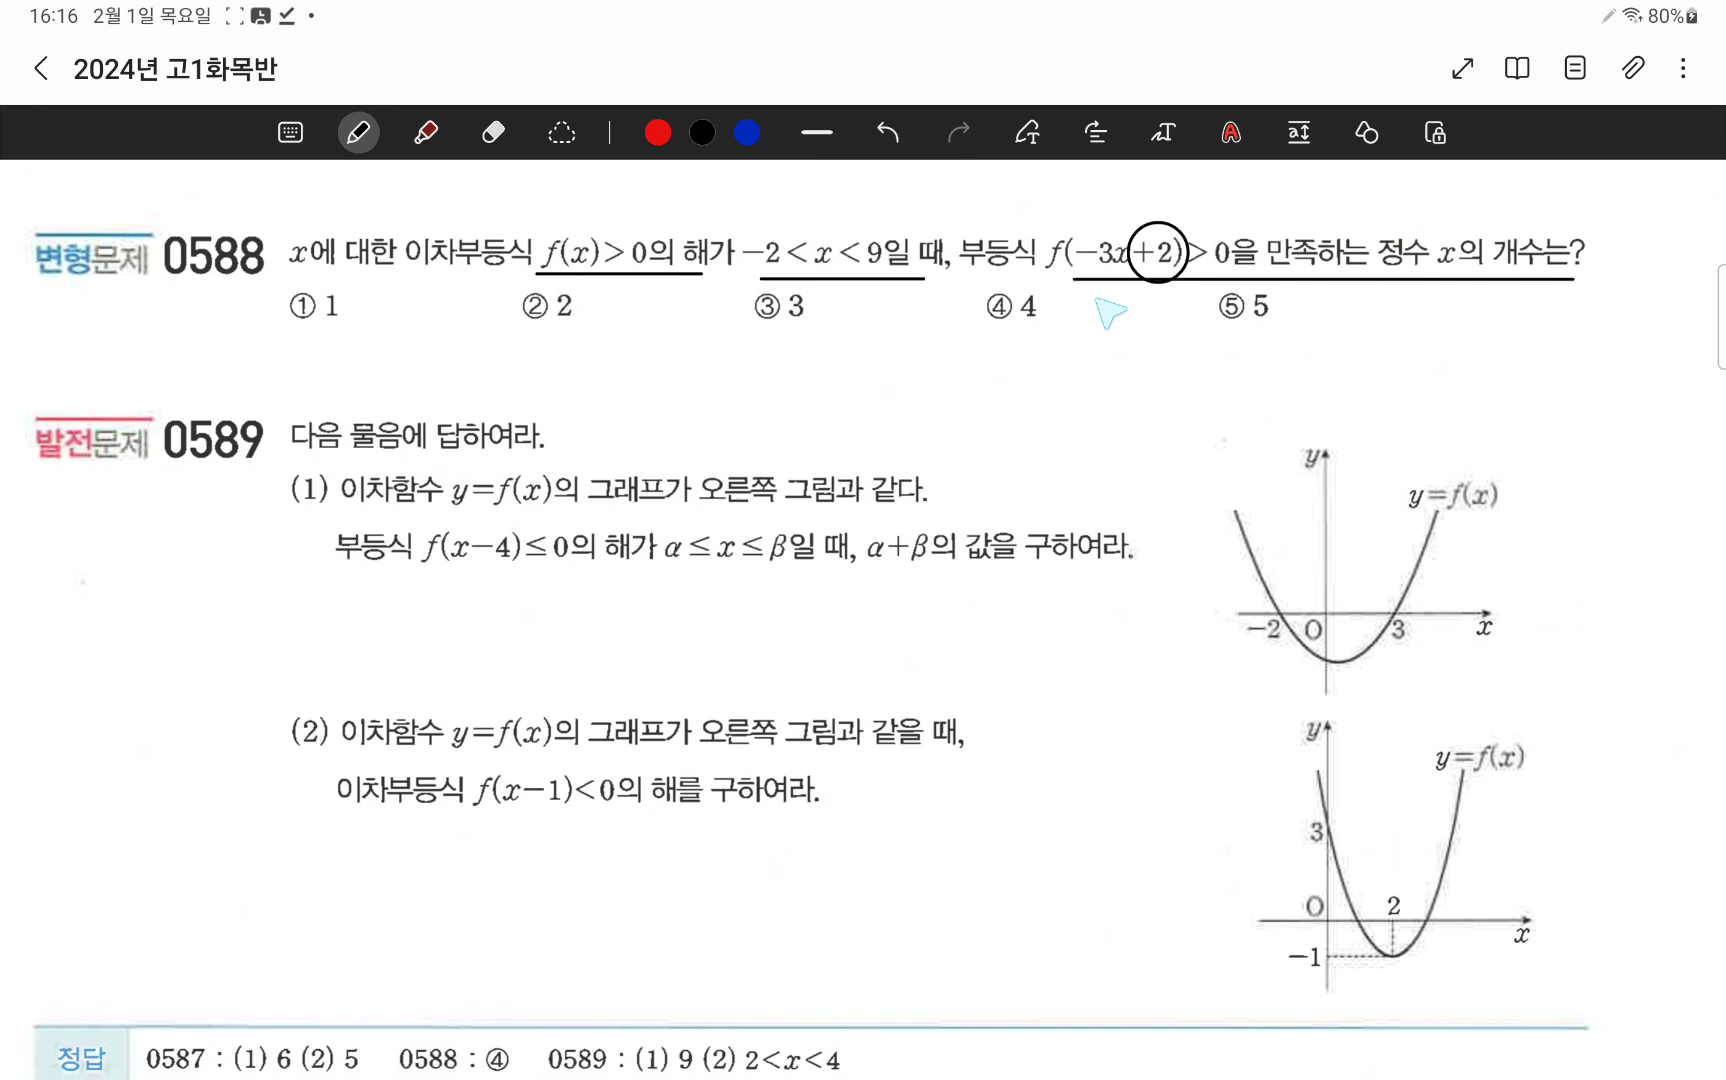 16:16 2월 1일 목요일
80%
2024년 고1화목반
변형문제 0588 x에 대한 이차부등식 f(x)>0의 해가 -2<x<9일 때, 부등식 f(-3x+2)>0을 만족하는 정수 x의 개수는?
① 1 ② 2 ③ 3 ④ 4 ⑤ 5
발전문제 0589 다음 물음에 답하여라.
(1) 이차함수 y=f(x)의 그래프가 오른쪽 그림과 같다.
부등식 f(x-4)≤0의 해가 α≤x≤β일 때, α+β의 값을 구하여라.
y
y=f(x)
-2 O 3 x
(2) 이차함수 y=f(x)의 그래프가 오른쪽 그림과 같을 때,
이차부등식 f(x-1)<0의 해를 구하여라.
y
y=f(x)
3
O 2
x
-1
정답 0587 : (1) 6 (2) 5 0588 : ④ 0589 : (1) 9 (2) 2<x<4